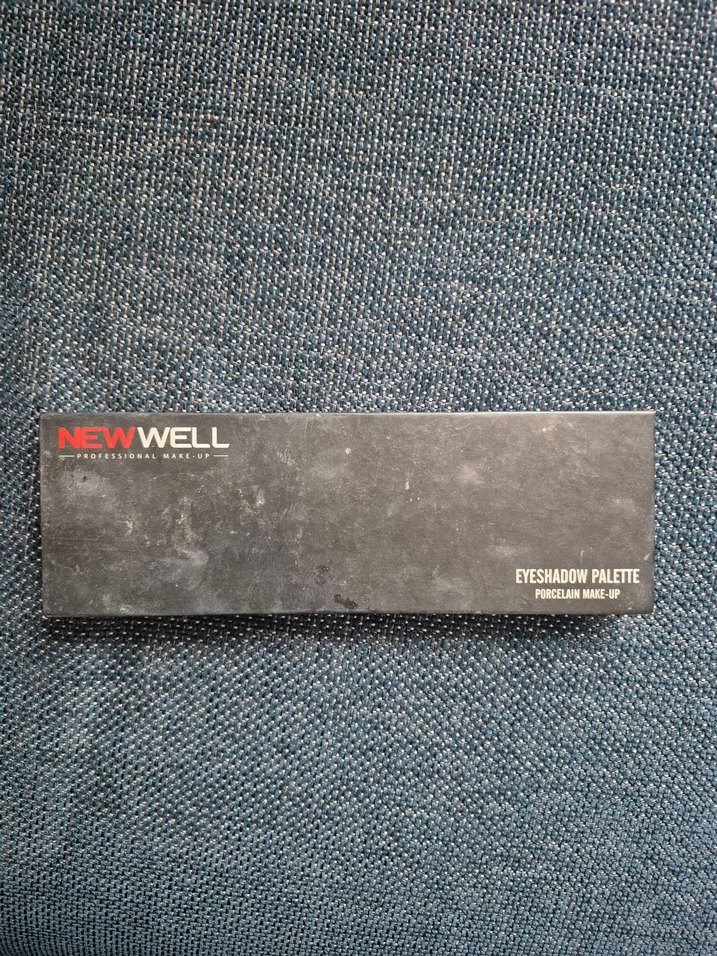 NEWWELL
PROFESSIONAL MAKE-UP
EYESHADOW PALETTE
PORCELAIN MAKE-UP